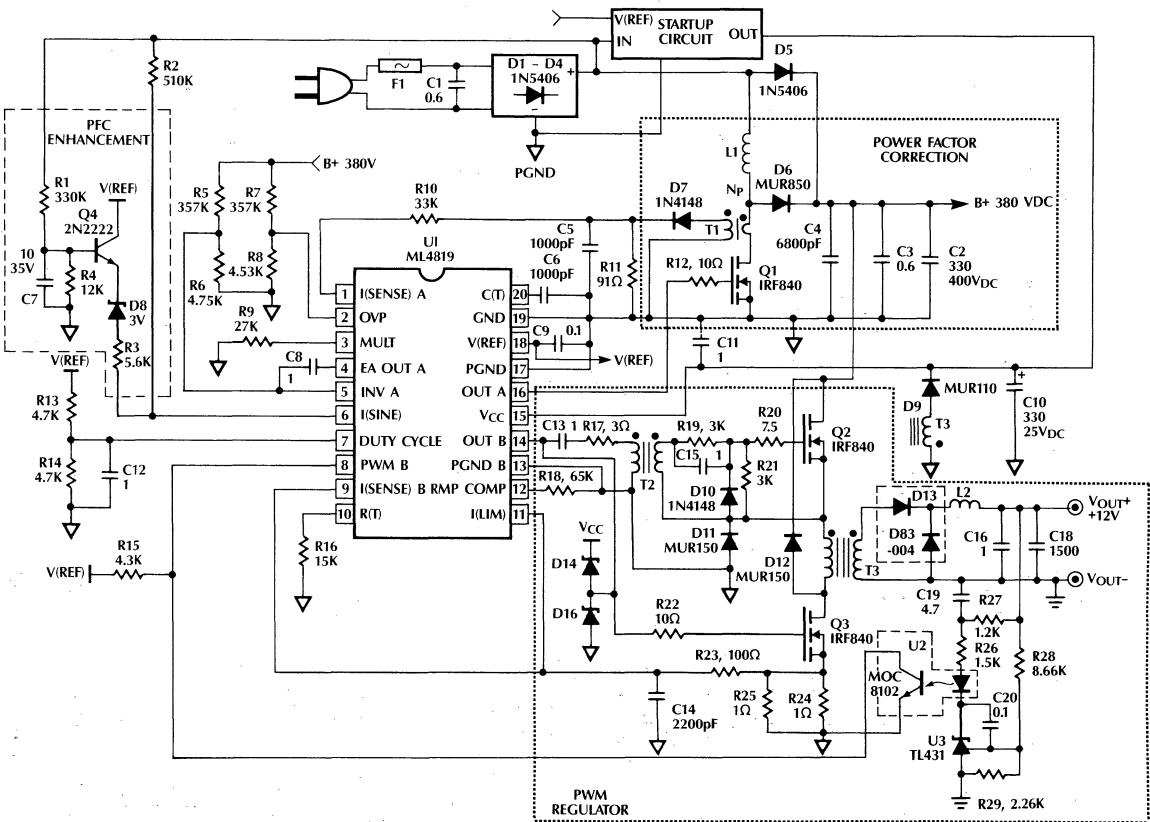 V(REF)
IN
STARTUP
CIRCUIT
OUT
D5
1N5406
R2
510K
F1
C1
0.6
D1 – D4
1N5406
+
-
PGND
PFC
ENHANCEMENT
R1
330K
V(REF)
Q4
2N2222
10
35V
C7
R4
12K
D8
3V
R3
5.6K
B+ 380V
R5
357K
R7
357K
R6
4.75K
R8
4.53K
R9
27K
C8
1
R10
33K
POWER FACTOR
CORRECTION
L1
NP
D6
MUR850
B+ 380 VDC
D7
1N4148
T1
C5
1000pF
C6
1000pF
R11
91Ω
R12, 10Ω
Q1
IRF840
C4
6800pF
C3
0.6
C2
330
400VDC
C9
0.1
V(REF)
C11
1
U1
ML4819
1 I(SENSE) A
2 OVP
3 MULT
4 EA OUT A
5 INV A
6 I(SINE)
7 DUTY CYCLE
8 PWM B
9 I(SENSE) B
10 R(T)
C(T) 20
GND 19
V(REF) 18
PGND 17
OUT A 16
VCC 15
OUT B 14
PGND B 13
RMP COMP 12
I(LIM) 11
V(REF)
R13
4.7K
R14
4.7K
C12
1
V(REF)
R15
4.3K
R16
15K
MUR110
D9
T3
+
C10
330
25VDC
C13 1
R17, 3Ω
T2
R18, 65K
R19, 3K
C15
1
R20
7.5
R21
3K
Q2
IRF840
D10
1N4148
D11
MUR150
D12
MUR150
VCC
D14
D16
R22
10Ω
Q3
IRF840
R23, 100Ω
C14
2200pF
R25
1Ω
R24
1Ω
T3
D13
D83
-004
L2
C16
1
C18
1500
VOUT+
+12V
VOUT–
C19
4.7
R27
1.2K
R26
1.5K
R28
8.66K
U2
MOC
8102
C20
0.1
U3
TL431
R29, 2.26K
PWM
REGULATOR